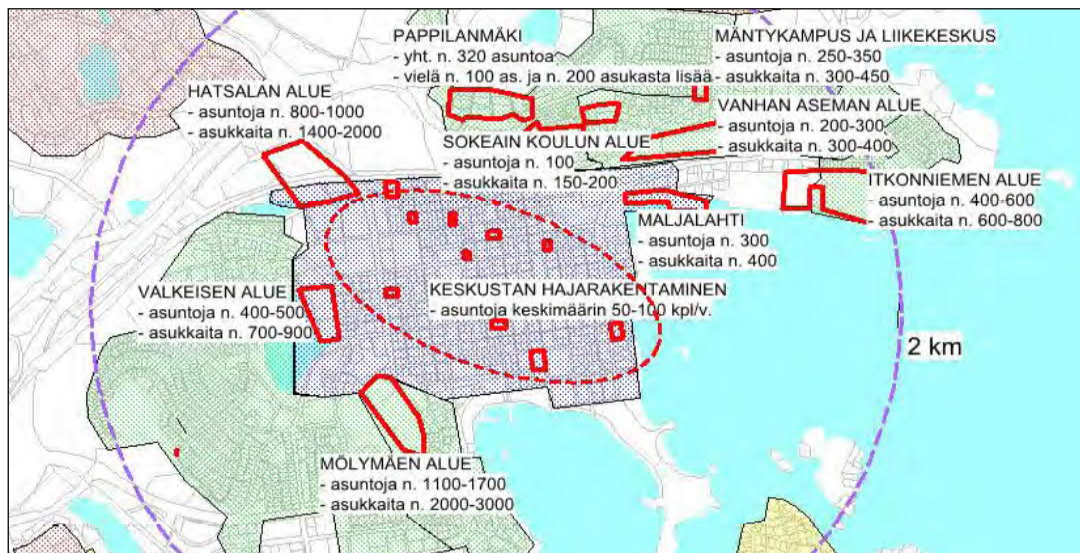 PAPPILANMÄKI
- yht. n. 320 asuntoa
- vielä n. 100 as. ja n. 200 asukasta lisää
MÄNTYKAMPUS JA LIIKEKESKUS
- asuntoja n. 250-350
- asukkaita n. 300-450
HATSALAN ALUE
- asuntoja n. 800-1000
- asukkaita n. 1400-2000
VANHAN ASEMAN ALUE
- asuntoja n. 200-300
- asukkaita n. 300-400
SOKEAIN KOULUN ALUE
- asuntoja n. 100
- asukkaita n. 150-200
ITKONNIEMEN ALUE
- asuntoja n. 400-600
- asukkaita n. 600-800
MALJALAHTI
- asuntoja n. 300
- asukkaita n. 400
VALKEISEN ALUE
- asuntoja n. 400-500
- asukkaita n. 700-900
KESKUSTAN HAJARAKENTAMINEN
- asuntoja keskimäärin 50-100 kpl/v.
2 km
MÖLYMÄEN ALUE
- asuntoja n. 1100-1700
- asukkaita n. 2000-3000